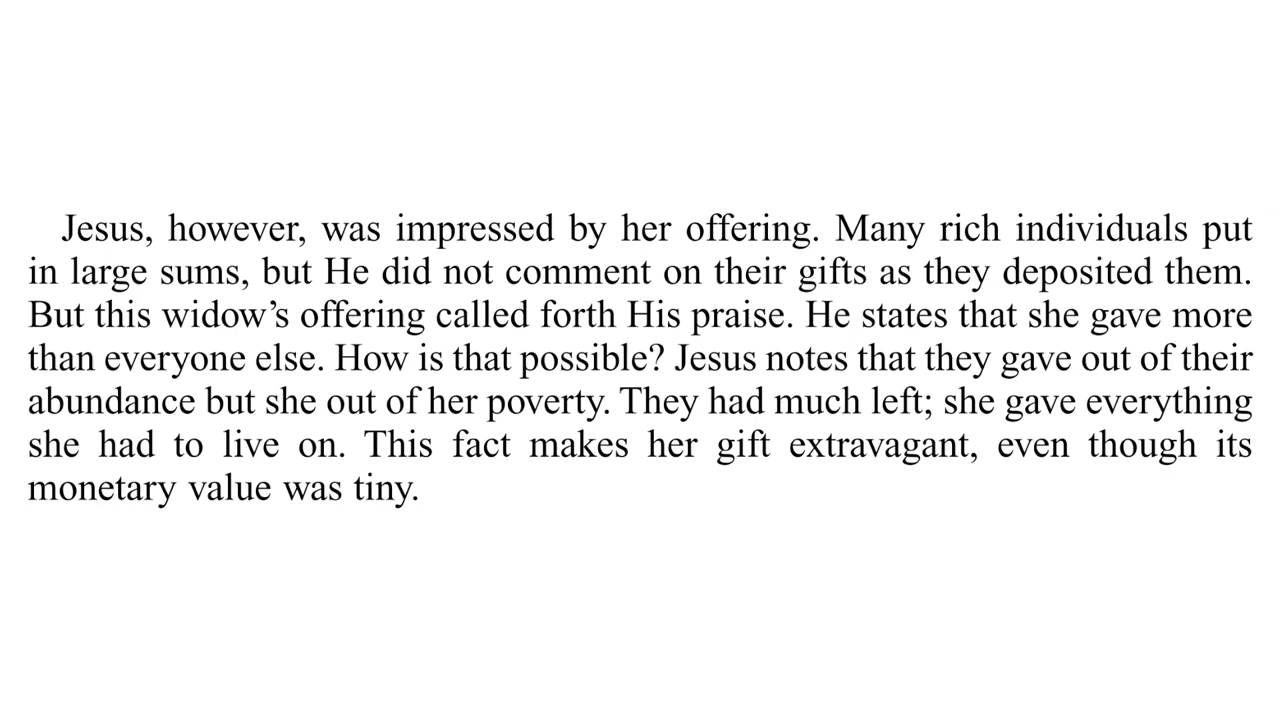 Jesus, however, was impressed by her offering. Many rich individuals put
in large sums, but He did not comment on their gifts as they deposited them.
But this widow’s offering called forth His praise. He states that she gave more
than everyone else. How is that possible? Jesus notes that they gave out of their
abundance but she out of her poverty. They had much left; she gave everything
she had to live on. This fact makes her gift extravagant, even though its
monetary value was tiny.